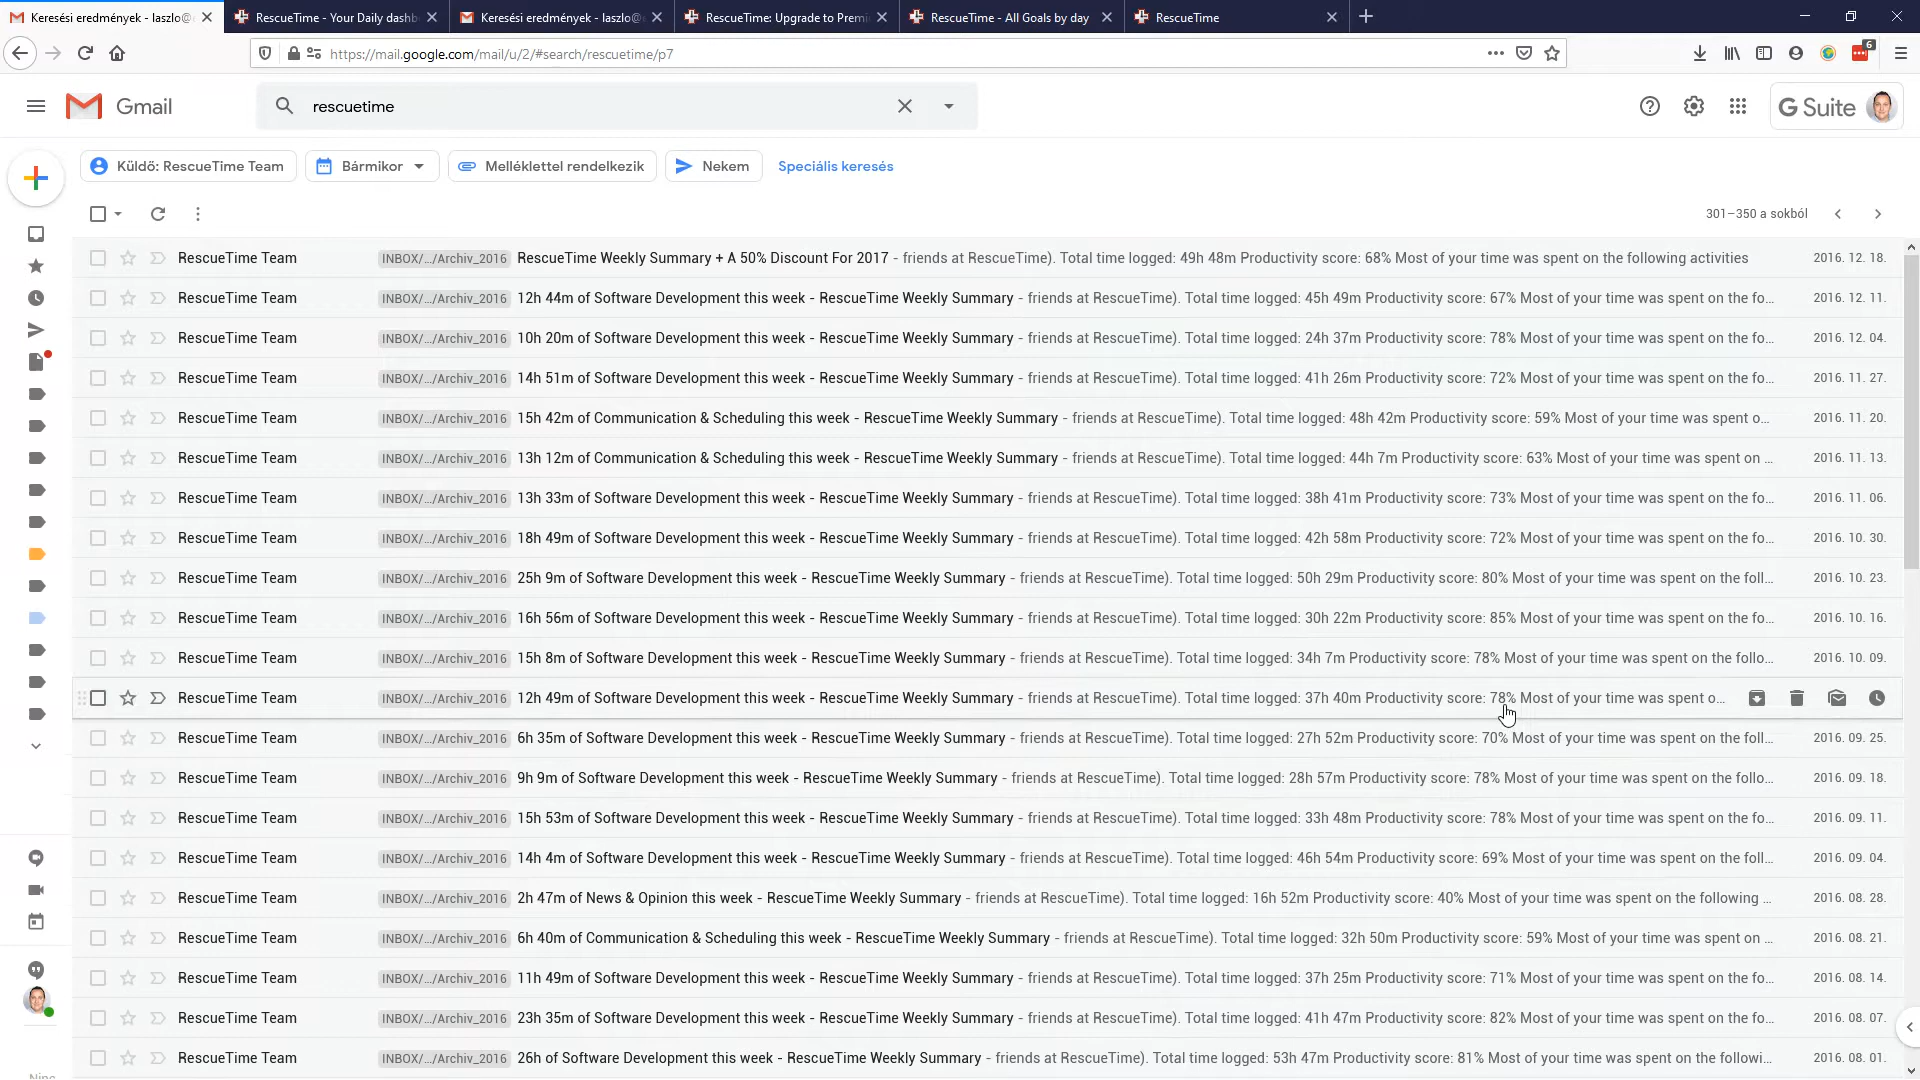 Keresési eredmények - laszlo@
RescueTime - Your Daily dashb
Keresési eredmények - laszlo@
RescueTime: Upgrade to Premi
RescueTime - All Goals by day
RescueTime
https://mail.google.com/mail/u/2/#search/rescuetime/p7
6
Gmail
rescuetime
G Suite
Küldő: RescueTime Team
Bármikor
Melléklettel rendelkezik
Nekem
Speciális keresés
301–350 a sokból
RescueTime Team INBOX/.../Archiv_2016 RescueTime Weekly Summary + A 50% Discount For 2017 - friends at RescueTime). Total time logged: 49h 48m Productivity score: 68% Most of your time was spent on the following activities 2016. 12. 18.
RescueTime Team INBOX/.../Archiv_2016 12h 44m of Software Development this week - RescueTime Weekly Summary - friends at RescueTime). Total time logged: 45h 49m Productivity score: 67% Most of your time was spent on the fo... 2016. 12. 11.
RescueTime Team INBOX/.../Archiv_2016 10h 20m of Software Development this week - RescueTime Weekly Summary - friends at RescueTime). Total time logged: 24h 37m Productivity score: 78% Most of your time was spent on the fo... 2016. 12. 04.
RescueTime Team INBOX/.../Archiv_2016 14h 51m of Software Development this week - RescueTime Weekly Summary - friends at RescueTime). Total time logged: 41h 26m Productivity score: 72% Most of your time was spent on the fo... 2016. 11. 27.
RescueTime Team INBOX/.../Archiv_2016 15h 42m of Communication & Scheduling this week - RescueTime Weekly Summary - friends at RescueTime). Total time logged: 48h 42m Productivity score: 59% Most of your time was spent o... 2016. 11. 20.
RescueTime Team INBOX/.../Archiv_2016 13h 12m of Communication & Scheduling this week - RescueTime Weekly Summary - friends at RescueTime). Total time logged: 44h 7m Productivity score: 63% Most of your time was spent on ... 2016. 11. 13.
RescueTime Team INBOX/.../Archiv_2016 13h 33m of Software Development this week - RescueTime Weekly Summary - friends at RescueTime). Total time logged: 38h 41m Productivity score: 73% Most of your time was spent on the fo... 2016. 11. 06.
RescueTime Team INBOX/.../Archiv_2016 18h 49m of Software Development this week - RescueTime Weekly Summary - friends at RescueTime). Total time logged: 42h 58m Productivity score: 72% Most of your time was spent on the fo... 2016. 10. 30.
RescueTime Team INBOX/.../Archiv_2016 25h 9m of Software Development this week - RescueTime Weekly Summary - friends at RescueTime). Total time logged: 50h 29m Productivity score: 80% Most of your time was spent on the foll... 2016. 10. 23.
RescueTime Team INBOX/.../Archiv_2016 16h 56m of Software Development this week - RescueTime Weekly Summary - friends at RescueTime). Total time logged: 30h 22m Productivity score: 85% Most of your time was spent on the fo... 2016. 10. 16.
RescueTime Team INBOX/.../Archiv_2016 15h 8m of Software Development this week - RescueTime Weekly Summary - friends at RescueTime). Total time logged: 34h 7m Productivity score: 78% Most of your time was spent on the follo... 2016. 10. 09.
RescueTime Team INBOX/.../Archiv_2016 12h 49m of Software Development this week - RescueTime Weekly Summary - friends at RescueTime). Total time logged: 37h 40m Productivity score: 78% Most of your time was spent o...
RescueTime Team INBOX/.../Archiv_2016 6h 35m of Software Development this week - RescueTime Weekly Summary - friends at RescueTime). Total time logged: 27h 52m Productivity score: 70% Most of your time was spent on the foll... 2016. 09. 25.
RescueTime Team INBOX/.../Archiv_2016 9h 9m of Software Development this week - RescueTime Weekly Summary - friends at RescueTime). Total time logged: 28h 57m Productivity score: 78% Most of your time was spent on the follo... 2016. 09. 18.
RescueTime Team INBOX/.../Archiv_2016 15h 53m of Software Development this week - RescueTime Weekly Summary - friends at RescueTime). Total time logged: 33h 48m Productivity score: 78% Most of your time was spent on the fo... 2016. 09. 11.
RescueTime Team INBOX/.../Archiv_2016 14h 4m of Software Development this week - RescueTime Weekly Summary - friends at RescueTime). Total time logged: 46h 54m Productivity score: 69% Most of your time was spent on the foll... 2016. 09. 04.
RescueTime Team INBOX/.../Archiv_2016 2h 47m of News & Opinion this week - RescueTime Weekly Summary - friends at RescueTime). Total time logged: 16h 52m Productivity score: 40% Most of your time was spent on the following ... 2016. 08. 28.
RescueTime Team INBOX/.../Archiv_2016 6h 40m of Communication & Scheduling this week - RescueTime Weekly Summary - friends at RescueTime). Total time logged: 32h 50m Productivity score: 59% Most of your time was spent on ... 2016. 08. 21.
RescueTime Team INBOX/.../Archiv_2016 11h 49m of Software Development this week - RescueTime Weekly Summary - friends at RescueTime). Total time logged: 37h 25m Productivity score: 71% Most of your time was spent on the fo... 2016. 08. 14.
RescueTime Team INBOX/.../Archiv_2016 23h 35m of Software Development this week - RescueTime Weekly Summary - friends at RescueTime). Total time logged: 41h 47m Productivity score: 82% Most of your time was spent on the fo... 2016. 08. 07.
RescueTime Team INBOX/.../Archiv_2016 26h of Software Development this week - RescueTime Weekly Summary - friends at RescueTime). Total time logged: 53h 47m Productivity score: 81% Most of your time was spent on the followi... 2016. 08. 01.